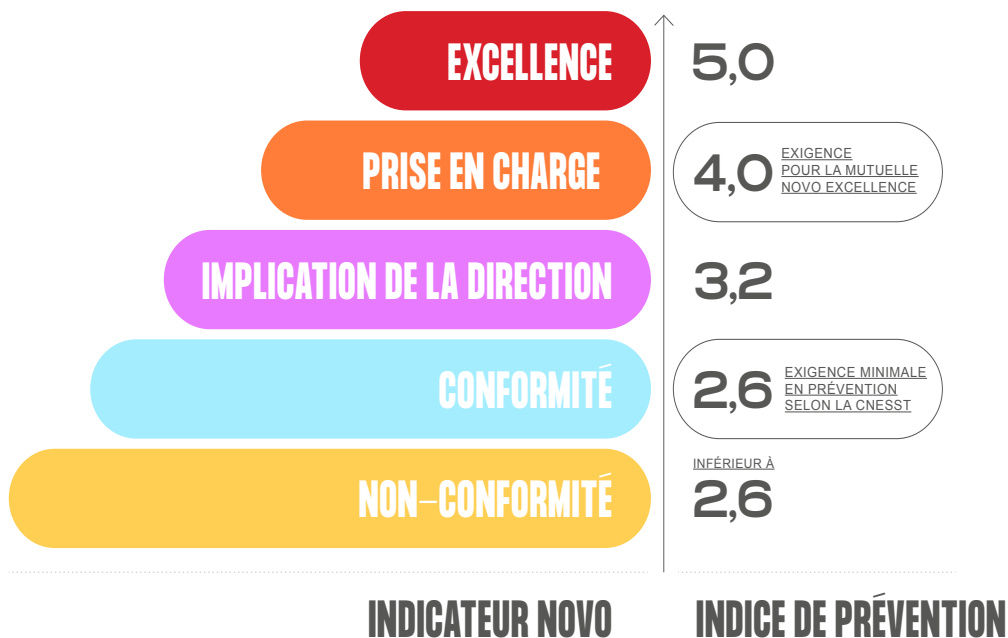 EXCELLENCE
5,0
PRISE EN CHARGE
4,0
EXIGENCE
POUR LA MUTUELLE
NOVO EXCELLENCE
IMPLICATION DE LA DIRECTION
3,2
CONFORMITÉ
2,6
EXIGENCE MINIMALE
EN PRÉVENTION
SELON LA CNESST
NON-CONFORMITÉ
INFÉRIEUR À
2,6
INDICATEUR NOVO
INDICE DE PRÉVENTION